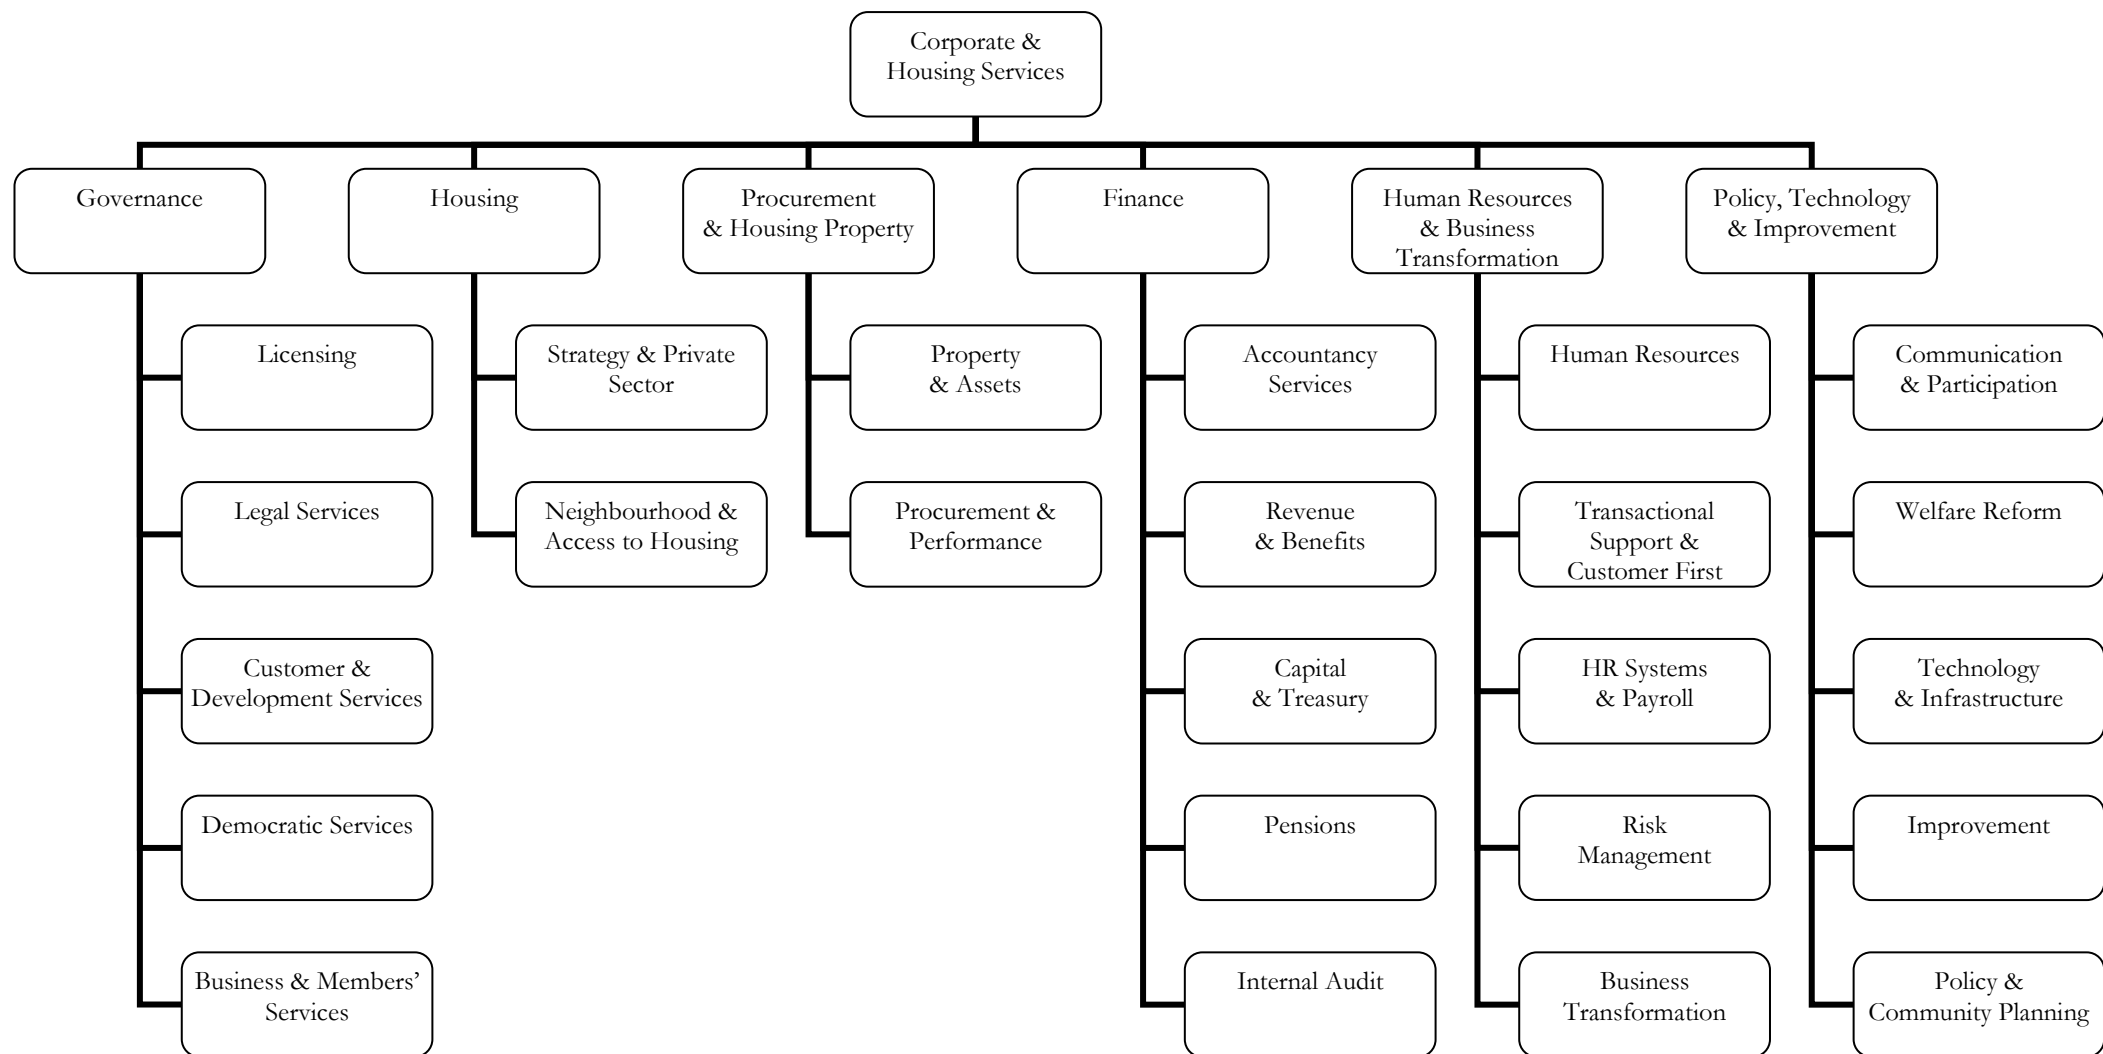 Corporate &
Housing Services
Governance
Housing
Procurement
& Housing Property
Finance
Human Resources
& Business
Transformation
Policy, Technology
& Improvement
Licensing
Legal Services
Customer &
Development Services
Democratic Services
Business & Members’
Services
Strategy & Private
Sector
Neighbourhood &
Access to Housing
Property
& Assets
Procurement &
Performance
Accountancy
Services
Revenue
& Benefits
Capital
& Treasury
Pensions
Internal Audit
Human Resources
Transactional
Support &
Customer First
HR Systems
& Payroll
Risk
Management
Business
Transformation
Communication
& Participation
Welfare Reform
Technology
& Infrastructure
Improvement
Policy &
Community Planning